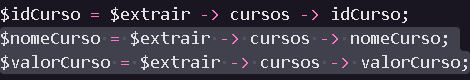 $idCurso = $extrair -> cursos -> idCurso;
$nomeCurso = $extrair -> cursos -> nomeCurso;
$valorCurso = $extrair -> cursos -> valorCurso;